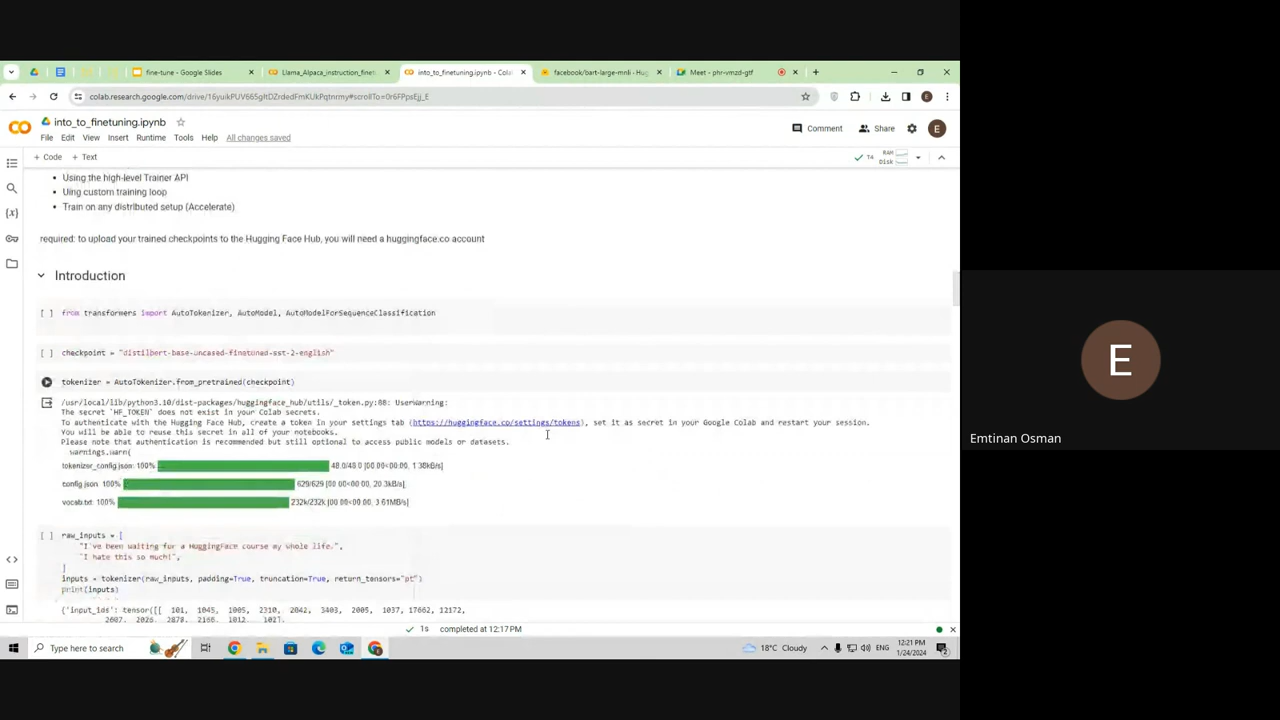 fine-tune - Google Slides
Llama_Alpaca_instruction_finet
into_to_finetuning.ipynb - Cola
facebook/bart-large-mnli - Hug
Meet - phr-vmzd-gtf
colab.research.google.com/drive/16yuikPUV665gItDZrdedFmKUkPqtnrmy#scrollTo=0r6FPpsEjj_E
into_to_finetuning.ipynb
File Edit View Insert Runtime Tools Help All changes saved
Comment Share E
+ Code + Text
T4 RAM Disk
Using the high-level Trainer API
Uing custom training loop
Train on any distributed setup (Accelerate)
required: to upload your trained checkpoints to the Hugging Face Hub, you will need a huggingface.co account
Introduction
[ ] from transformers import AutoTokenizer, AutoModel, AutoModelForSequenceClassification
[ ] checkpoint = "distilbert-base-uncased-finetuned-sst-2-english"
tokenizer = AutoTokenizer.from_pretrained(checkpoint)
/usr/local/lib/python3.10/dist-packages/huggingface_hub/utils/_token.py:88: UserWarning:
The secret `HF_TOKEN` does not exist in your Colab secrets.
To authenticate with the Hugging Face Hub, create a token in your settings tab (https://huggingface.co/settings/tokens), set it as secret in your Google Colab and restart your session.
You will be able to reuse this secret in all of your notebooks.
Please note that authentication is recommended but still optional to access public models or datasets.
warnings.warn(
tokenizer_config.json: 100% 48.0/48.0 [00:00<00:00, 1.38kB/s]
config.json: 100% 629/629 [00:00<00:00, 20.3kB/s]
vocab.txt: 100% 232k/232k [00:00<00:00, 3.61MB/s]
[ ] raw_inputs = [
"I've been waiting for a HuggingFace course my whole life.",
"I hate this so much!",
]
inputs = tokenizer(raw_inputs, padding=True, truncation=True, return_tensors="pt")
print(inputs)
{'input_ids': tensor([[ 101, 1045, 1005, 2310, 2042, 3403, 2005, 1037, 17662, 12172,
2607, 2026, 2878, 2166, 1012, 102],
1s completed at 12:17 PM
Type here to search
18°C Cloudy
ENG
12:21 PM
1/24/2024
E
Emtinan Osman